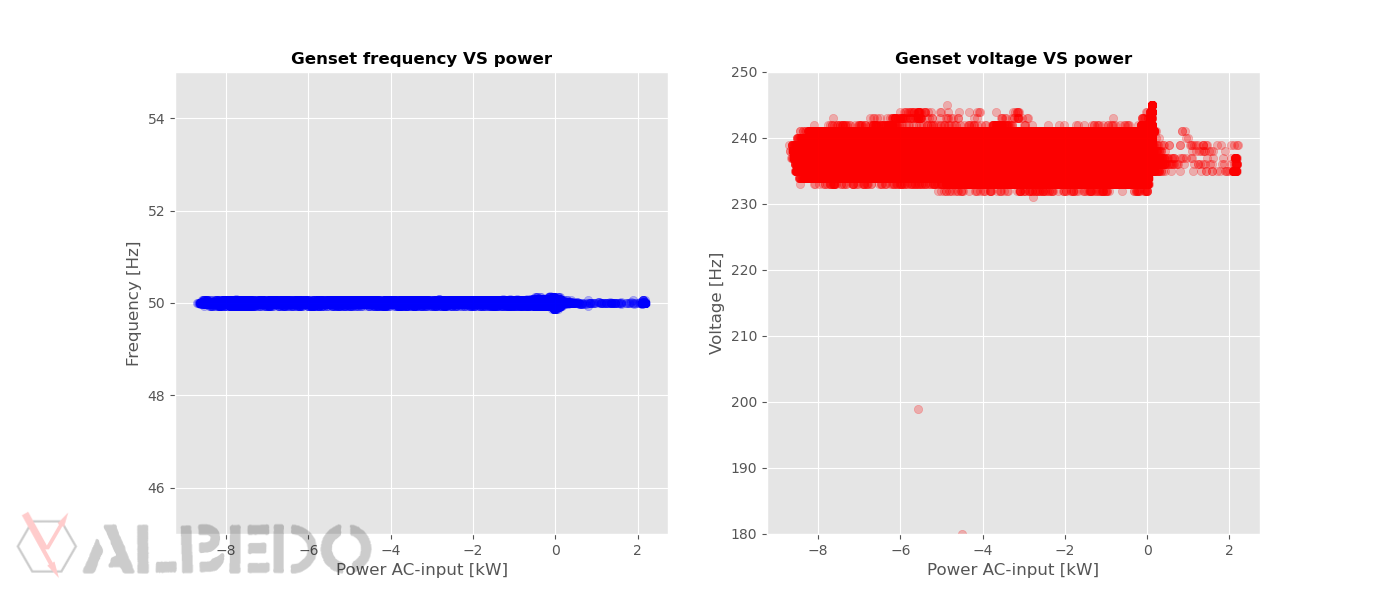 Genset frequency VS power
54
52
50
48
46
Frequency [Hz]
−8 −6 −4 −2 0 2
Power AC-input [kW]
Genset voltage VS power
250
240
230
220
210
200
190
180
Voltage [Hz]
−8 −6 −4 −2 0 2
Power AC-input [kW]
ALBEDO